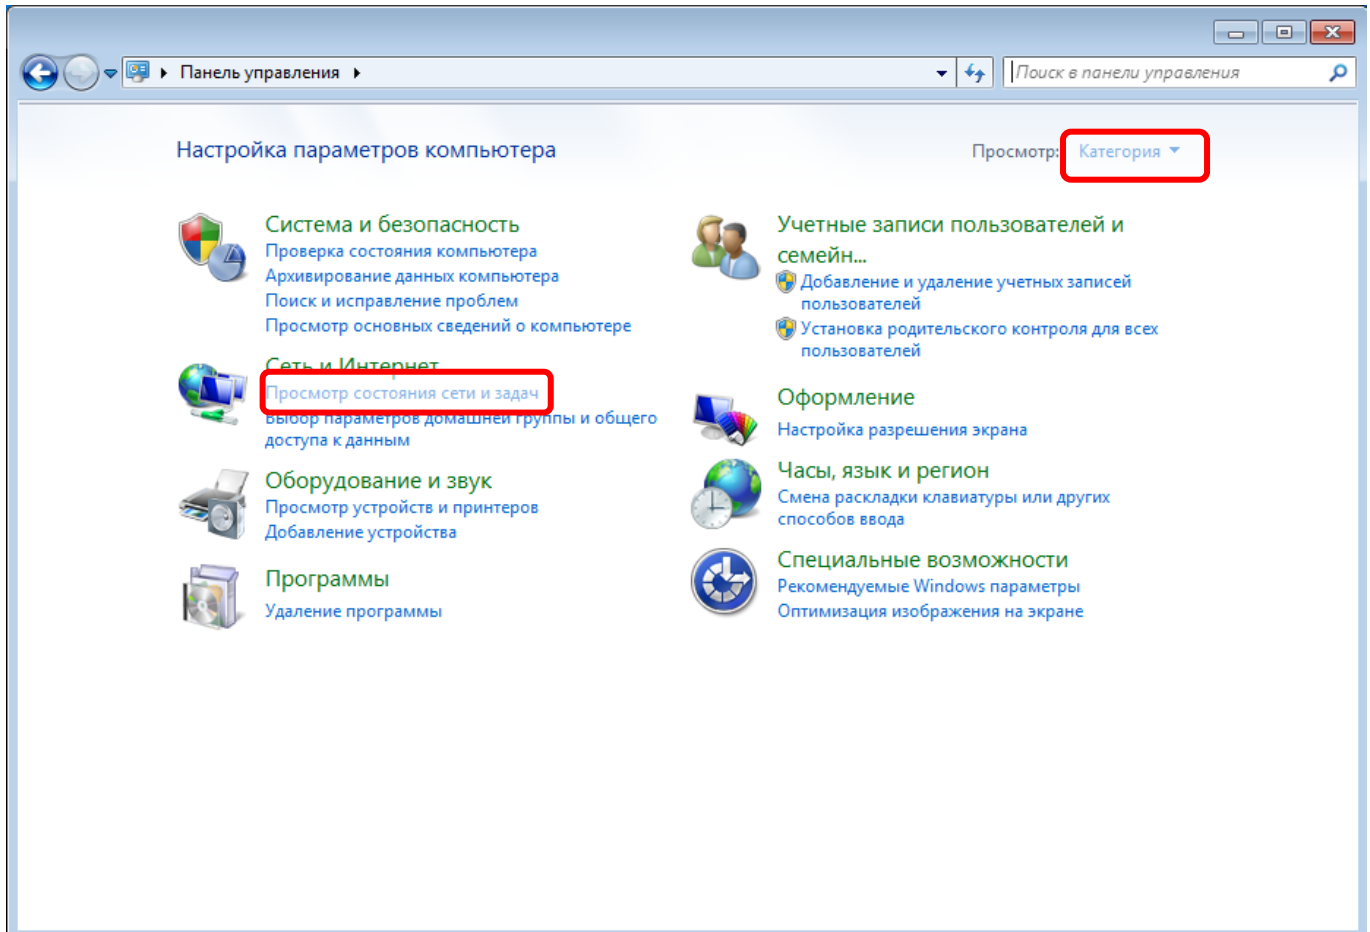 Панель управления
Поиск в панели управления
Настройка параметров компьютера
Просмотр: Категория
Система и безопасность
Проверка состояния компьютера
Архивирование данных компьютера
Поиск и исправление проблем
Просмотр основных сведений о компьютере
Сеть и Интернет
Просмотр состояния сети и задач
Выбор параметров домашней группы и общего
доступа к данным
Оборудование и звук
Просмотр устройств и принтеров
Добавление устройства
Программы
Удаление программы
Учетные записи пользователей и
семейн...
Добавление и удаление учетных записей
пользователей
Установка родительского контроля для всех
пользователей
Оформление
Настройка разрешения экрана
Часы, язык и регион
Смена раскладки клавиатуры или других
способов ввода
Специальные возможности
Рекомендуемые Windows параметры
Оптимизация изображения на экране